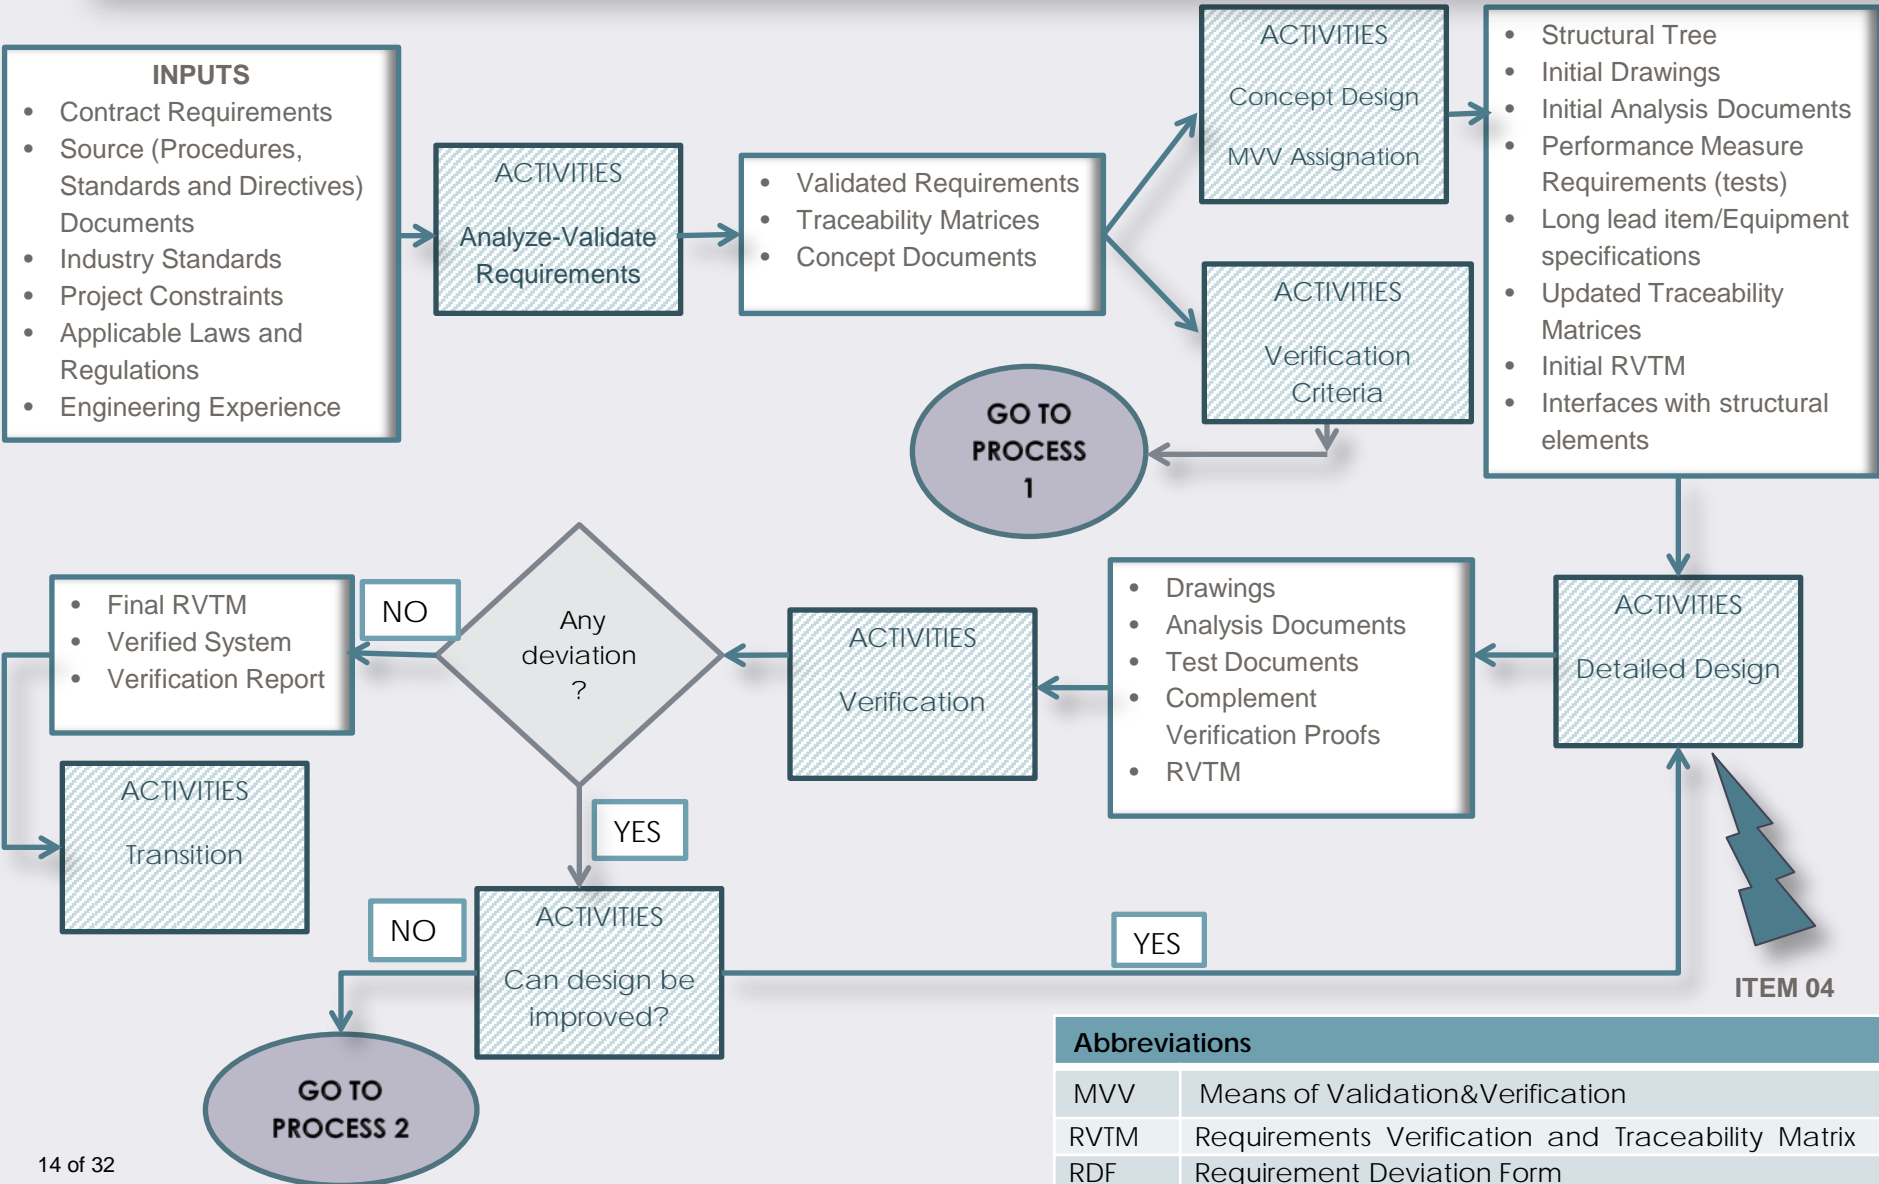 INPUTS
• Contract Requirements
• Source (Procedures,
Standards and Directives)
Documents
• Industry Standards
• Project Constraints
• Applicable Laws and
Regulations
• Engineering Experience
ACTIVITIES
Analyze-Validate
Requirements
• Validated Requirements
• Traceability Matrices
• Concept Documents
ACTIVITIES
Concept Design
MVV Assignation
ACTIVITIES
Verification
Criteria
GO TO
PROCESS
1
• Structural Tree
• Initial Drawings
• Initial Analysis Documents
• Performance Measure
Requirements (tests)
• Long lead item/Equipment
specifications
• Updated Traceability
Matrices
• Initial RVTM
• Interfaces with structural
elements
ACTIVITIES
Detailed Design
ITEM 04
• Drawings
• Analysis Documents
• Test Documents
• Complement
Verification Proofs
• RVTM
ACTIVITIES
Verification
Any
deviation
?
NO
• Final RVTM
• Verified System
• Verification Report
ACTIVITIES
Transition
YES
ACTIVITIES
Can design be
improved?
NO
YES
GO TO
PROCESS 2
Abbreviations
MVV Means of Validation&Verification
RVTM Requirements Verification and Traceability Matrix
RDF Requirement Deviation Form
14 of 32